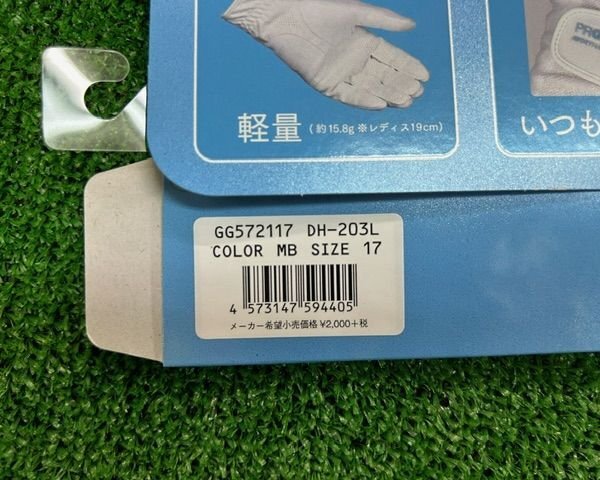 PRO
軽量 (約15.8g ※レディス19cm)
いつも
GG572117 DH-203L
COLOR MB SIZE 17
4 573147 594405
メーカー希望小売価格 ¥2,000+税